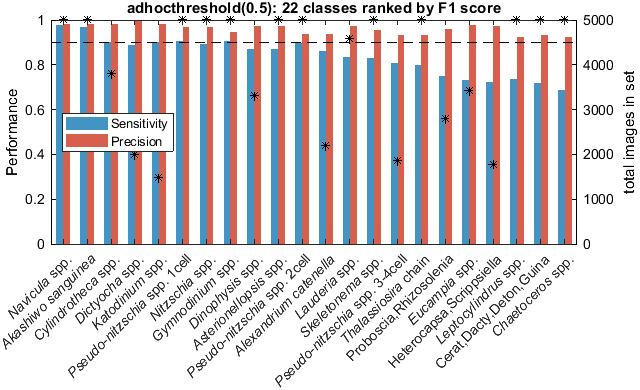 adhocthreshold(0.5): 22 classes ranked by F1 score
Performance
1
0.8
0.6
0.4
0.2
0
Sensitivity
Precision
5000
4000
3000
2000
1000
0
total images in set
Navicula spp.
Akashiwo sanguinea
Cylindrotheca spp.
Dictyocha spp.
Katodinium spp.
Pseudo-nitzschia spp. 1cell
Nitzschia spp.
Gymnodinium spp.
Dinophysis spp.
Asterionellopsis spp.
Pseudo-nitzschia spp. 2cell
Alexandrium catenella
Lauderia spp.
Skeletonema spp.
Pseudo-nitzschia spp. 3-4cell
Thalassiosira chain
Proboscia,Rhizosolenia
Eucampia spp.
Heterocapsa,Scrippsiella
Leptocylindrus spp.
Cerat,Dacty,Deton,Guina
Chaetoceros spp.